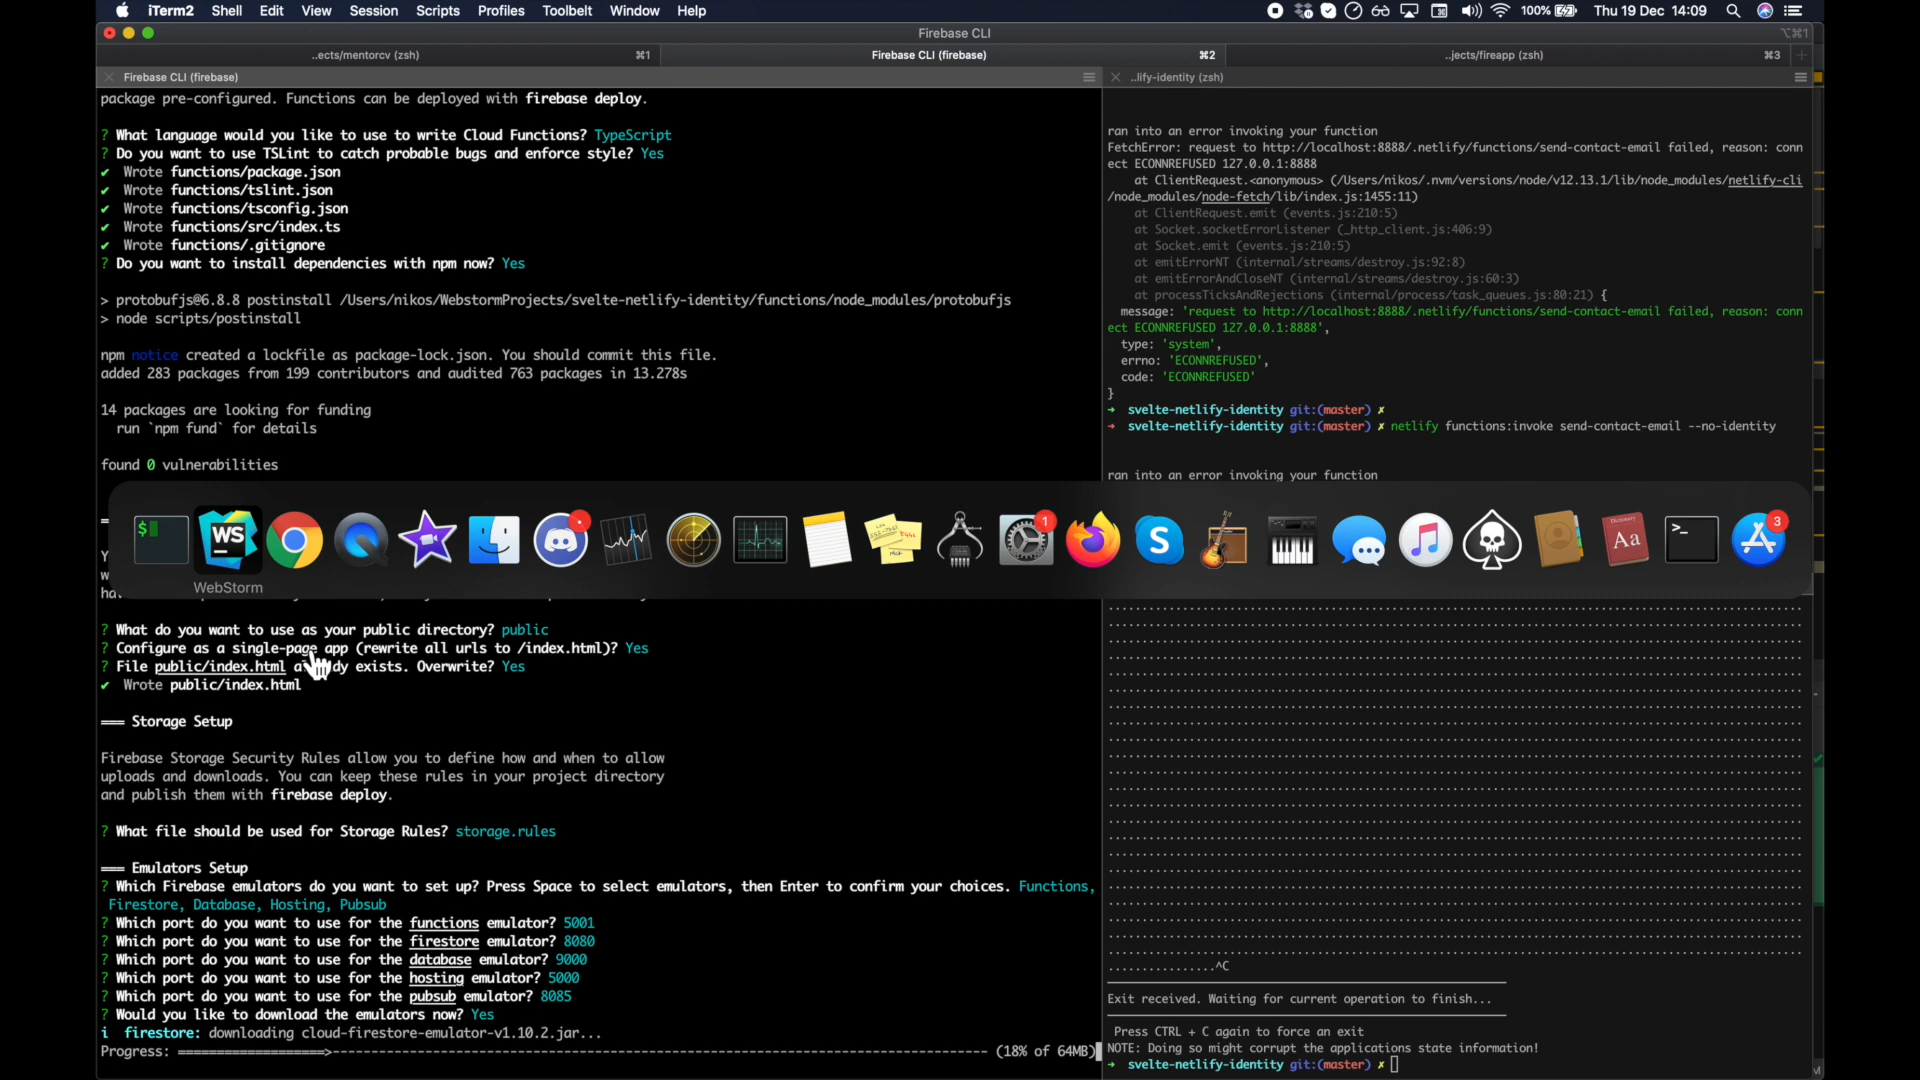 iTerm2 Shell Edit View Session Scripts Profiles Toolbelt Window Help
100% Thu 19 Dec 14:09
Firebase CLI
⌥⌘1
..ects/mentorcv (zsh) ⌘1
Firebase CLI (firebase) ⌘2
..jects/fireapp (zsh) ⌘3
Firebase CLI (firebase)
package pre-configured. Functions can be deployed with firebase deploy.
? What language would you like to use to write Cloud Functions? TypeScript
? Do you want to use TSLint to catch probable bugs and enforce style? Yes
✔ Wrote functions/package.json
✔ Wrote functions/tslint.json
✔ Wrote functions/tsconfig.json
✔ Wrote functions/src/index.ts
✔ Wrote functions/.gitignore
? Do you want to install dependencies with npm now? Yes
> protobufjs@6.8.8 postinstall /Users/nikos/WebstormProjects/svelte-netlify-identity/functions/node_modules/protobufjs
> node scripts/postinstall
npm notice created a lockfile as package-lock.json. You should commit this file.
added 283 packages from 199 contributors and audited 763 packages in 13.278s
14 packages are looking for funding
run `npm fund` for details
found 0 vulnerabilities
WebStorm
? What do you want to use as your public directory? public
? Configure as a single-page app (rewrite all urls to /index.html)? Yes
? File public/index.html a dy exists. Overwrite? Yes
✔ Wrote public/index.html
=== Storage Setup
Firebase Storage Security Rules allow you to define how and when to allow
uploads and downloads. You can keep these rules in your project directory
and publish them with firebase deploy.
? What file should be used for Storage Rules? storage.rules
=== Emulators Setup
? Which Firebase emulators do you want to set up? Press Space to select emulators, then Enter to confirm your choices. Functions,
Firestore, Database, Hosting, Pubsub
? Which port do you want to use for the functions emulator? 5001
? Which port do you want to use for the firestore emulator? 8080
? Which port do you want to use for the database emulator? 9000
? Which port do you want to use for the hosting emulator? 5000
? Which port do you want to use for the pubsub emulator? 8085
? Would you like to download the emulators now? Yes
i firestore: downloading cloud-firestore-emulator-v1.10.2.jar...
Progress: (18% of 64MB)
..lify-identity (zsh)
ran into an error invoking your function
FetchError: request to http://localhost:8888/.netlify/functions/send-contact-email failed, reason: conn
ect ECONNREFUSED 127.0.0.1:8888
at ClientRequest.<anonymous> (/Users/nikos/.nvm/versions/node/v12.13.1/lib/node_modules/netlify-cli
/node_modules/node-fetch/lib/index.js:1455:11)
at ClientRequest.emit (events.js:210:5)
at Socket.socketErrorListener (_http_client.js:406:9)
at Socket.emit (events.js:210:5)
at emitErrorNT (internal/streams/destroy.js:92:8)
at emitErrorAndCloseNT (internal/streams/destroy.js:60:3)
at processTicksAndRejections (internal/process/task_queues.js:80:21) {
message: 'request to http://localhost:8888/.netlify/functions/send-contact-email failed, reason: conn
ect ECONNREFUSED 127.0.0.1:8888',
type: 'system',
errno: 'ECONNREFUSED',
code: 'ECONNREFUSED'
}
→ svelte-netlify-identity git:(master) ✗
→ svelte-netlify-identity git:(master) ✗ netlify functions:invoke send-contact-email --no-identity
ran into an error invoking your function
...............^C
Exit received. Waiting for current operation to finish...
Press CTRL + C again to force an exit
NOTE: Doing so might corrupt the applications state information!
→ svelte-netlify-identity git:(master) ✗